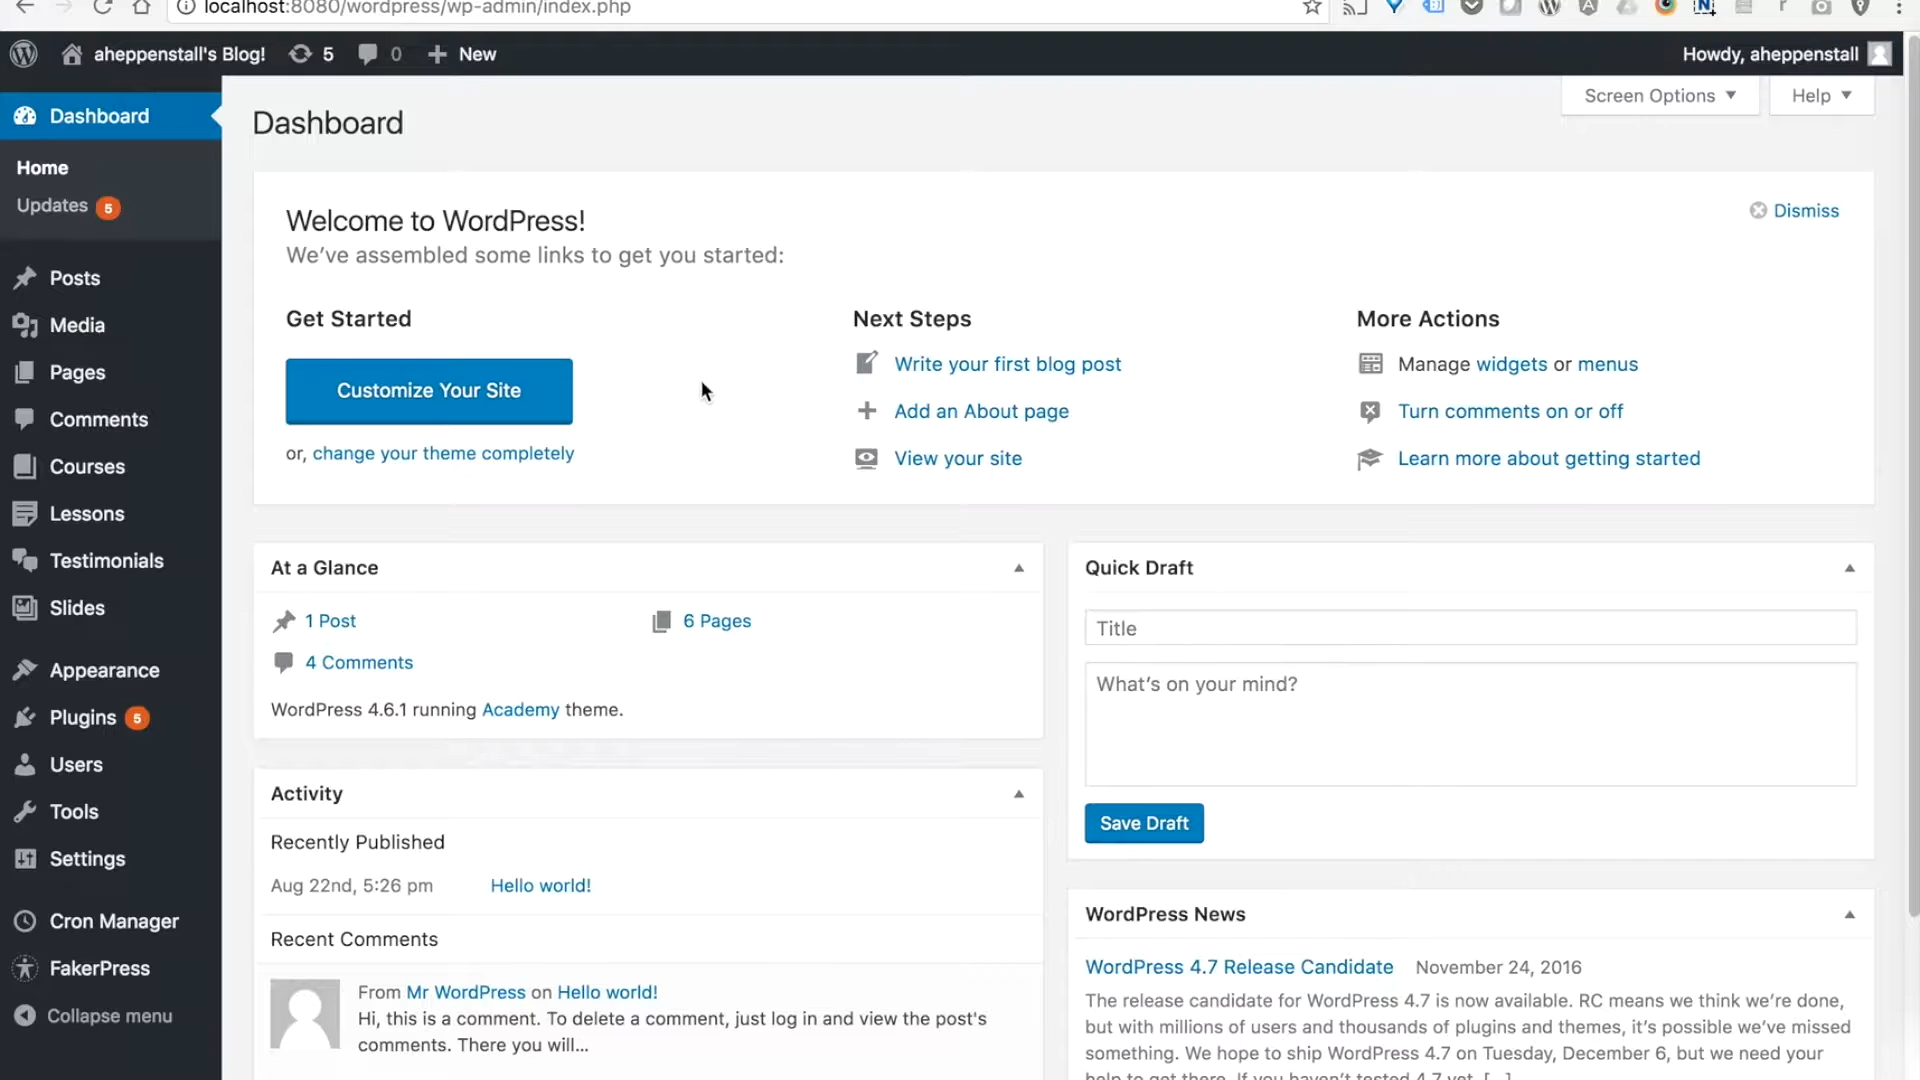 localhost:8080/wordpress/wp-admin/index.php
aheppenstall's Blog! 5 0 New Howdy, aheppenstall
Screen Options Help
Dashboard
Home
Updates 5
Posts
Media
Pages
Comments
Courses
Lessons
Testimonials
Slides
Appearance
Plugins 5
Users
Tools
Settings
Cron Manager
FakerPress
Collapse menu
Dashboard
Welcome to WordPress!
Dismiss
We've assembled some links to get you started:
Get Started
Customize Your Site
or, change your theme completely
Next Steps
Write your first blog post
Add an About page
View your site
More Actions
Manage widgets or menus
Turn comments on or off
Learn more about getting started
At a Glance
1 Post 6 Pages
4 Comments
WordPress 4.6.1 running Academy theme.
Activity
Recently Published
Aug 22nd, 5:26 pm Hello world!
Recent Comments
From Mr WordPress on Hello world!
Hi, this is a comment. To delete a comment, just log in and view the post's
comments. There you will...
Quick Draft
Title
What's on your mind?
Save Draft
WordPress News
WordPress 4.7 Release Candidate November 24, 2016
The release candidate for WordPress 4.7 is now available. RC means we think we're done,
but with millions of users and thousands of plugins and themes, it's possible we've missed
something. We hope to ship WordPress 4.7 on Tuesday, December 6, but we need your
help to get there. If you haven't tested 4.7 yet, [...]